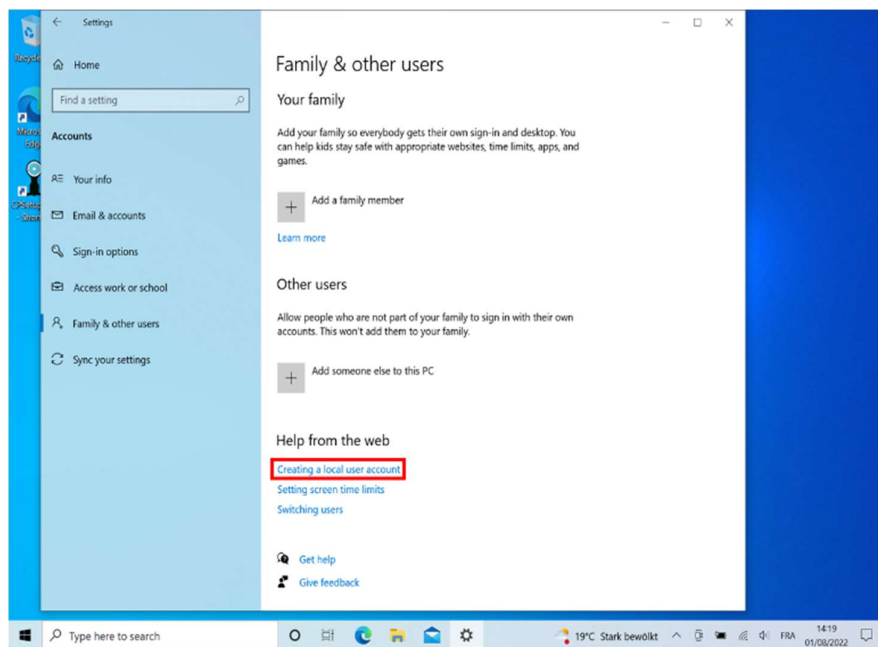 Settings
Home
Find a setting
Accounts
Your info
Email & accounts
Sign-in options
Access work or school
Family & other users
Sync your settings
Family & other users
Your family
Add your family so everybody gets their own sign-in and desktop. You
can help kids stay safe with appropriate websites, time limits, apps, and
games.
Add a family member
Learn more
Other users
Allow people who are not part of your family to sign in with their own
accounts. This won't add them to your family.
Add someone else to this PC
Help from the web
Creating a local user account
Setting screen time limits
Switching users
Get help
Give feedback
Type here to search
19°C Stark bewölkt
FRA
14:19
01/08/2022